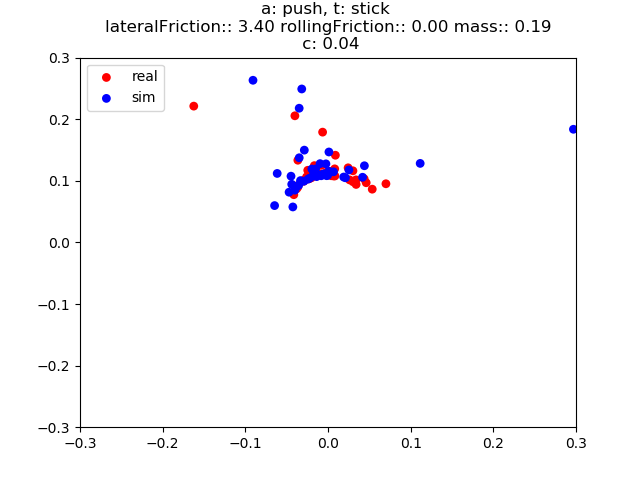 a: push, t: stick
lateralFriction:: 3.40 rollingFriction:: 0.00 mass:: 0.19
c: 0.04
real
sim
0.3
0.2
0.1
0.0
−0.1
−0.2
−0.3
−0.3
−0.2
−0.1
0.0
0.1
0.2
0.3